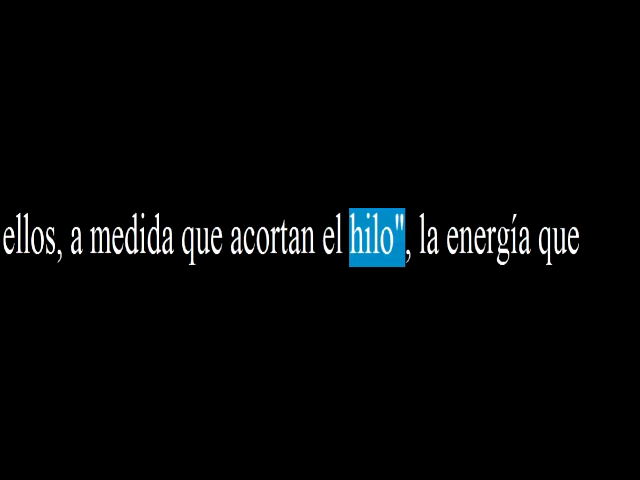 ellos, a medida que acortan el hilo", la energía que